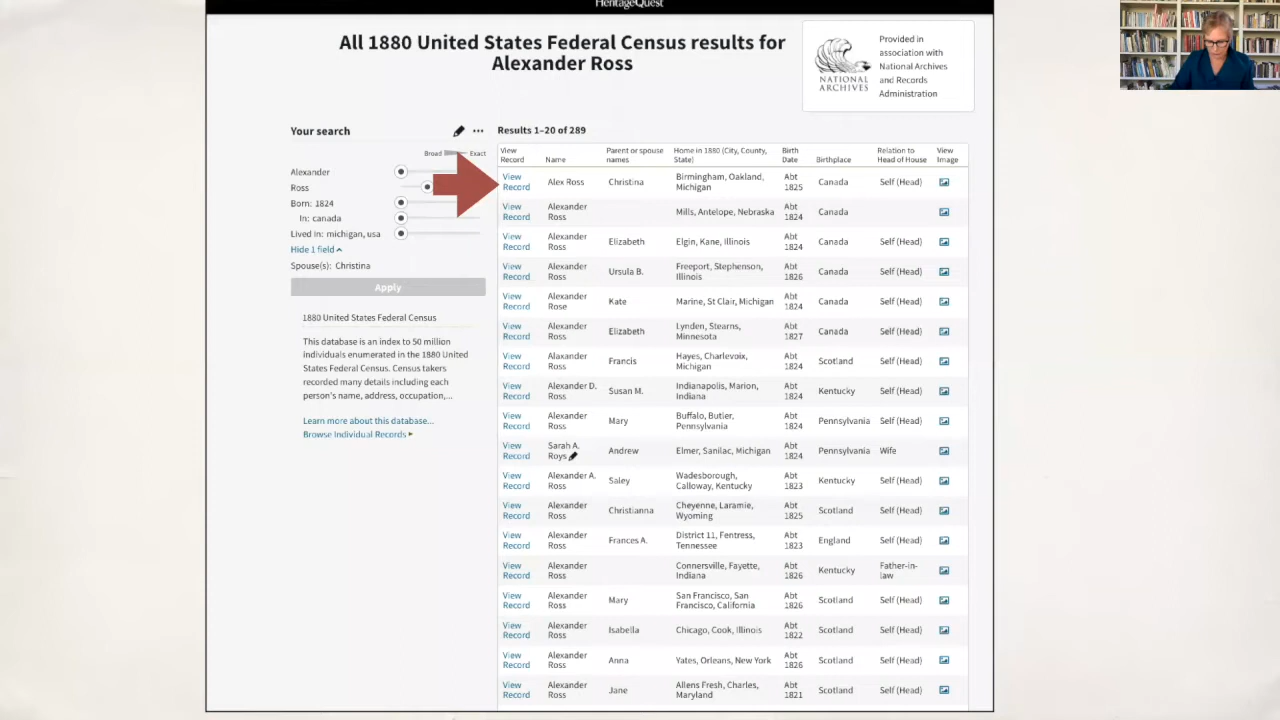 HeritageQuest
All 1880 United States Federal Census results for
Alexander Ross
NATIONAL
ARCHIVES
Provided in
association with
National Archives
and Records
Administration
Your search
Broad Exact
Alexander
Ross
Born: 1824
In: canada
Lived In: michigan, usa
Hide 1 field
Spouse(s): Christina
Apply
1880 United States Federal Census
This database is an index to 50 million
individuals enumerated in the 1880 United
States Federal Census. Census takers
recorded many details including each
person's name, address, occupation,...
Learn more about this database...
Browse Individual Records
Results 1–20 of 289
View Record Name Parent or spouse names Home in 1880 (City, County, State) Birth Date Birthplace Relation to Head of House View Image
View Record Alex Ross Christina Birmingham, Oakland, Michigan Abt 1825 Canada Self (Head)
View Record Alexander Ross Mills, Antelope, Nebraska Abt 1824 Canada
View Record Alexander Ross Elizabeth Elgin, Kane, Illinois Abt 1824 Canada Self (Head)
View Record Alexander Ross Ursula B. Freeport, Stephenson, Illinois Abt 1826 Canada Self (Head)
View Record Alexander Rose Kate Marine, St Clair, Michigan Abt 1824 Canada Self (Head)
View Record Alexander Ross Elizabeth Lynden, Stearns, Minnesota Abt 1827 Canada Self (Head)
View Record Alaxander Ross Francis Hayes, Charlevoix, Michigan Abt 1824 Scotland Self (Head)
View Record Alexander D. Ross Susan M. Indianapolis, Marion, Indiana Abt 1824 Kentucky Self (Head)
View Record Alexander Ross Mary Buffalo, Butler, Pennsylvania Abt 1824 Pennsylvania Self (Head)
View Record Sarah A. Roys Andrew Elmer, Sanilac, Michigan Abt 1824 Pennsylvania Wife
View Record Alexander A. Ross Saley Wadesborough, Calloway, Kentucky Abt 1823 Kentucky Self (Head)
View Record Alexander Ross Christianna Cheyenne, Laramie, Wyoming Abt 1825 Scotland Self (Head)
View Record Alexander Ross Frances A. District 11, Fentress, Tennessee Abt 1823 England Self (Head)
View Record Alexander Ross Connersville, Fayette, Indiana Abt 1826 Kentucky Father-in-law
View Record Alexander Ross Mary San Francisco, San Francisco, California Abt 1826 Scotland Self (Head)
View Record Alexander Ross Isabella Chicago, Cook, Illinois Abt 1822 Scotland Self (Head)
View Record Alexander Ross Anna Yates, Orleans, New York Abt 1826 Scotland Self (Head)
View Record Alexander Ross Jane Allens Fresh, Charles, Maryland Abt 1821 Scotland Self (Head)